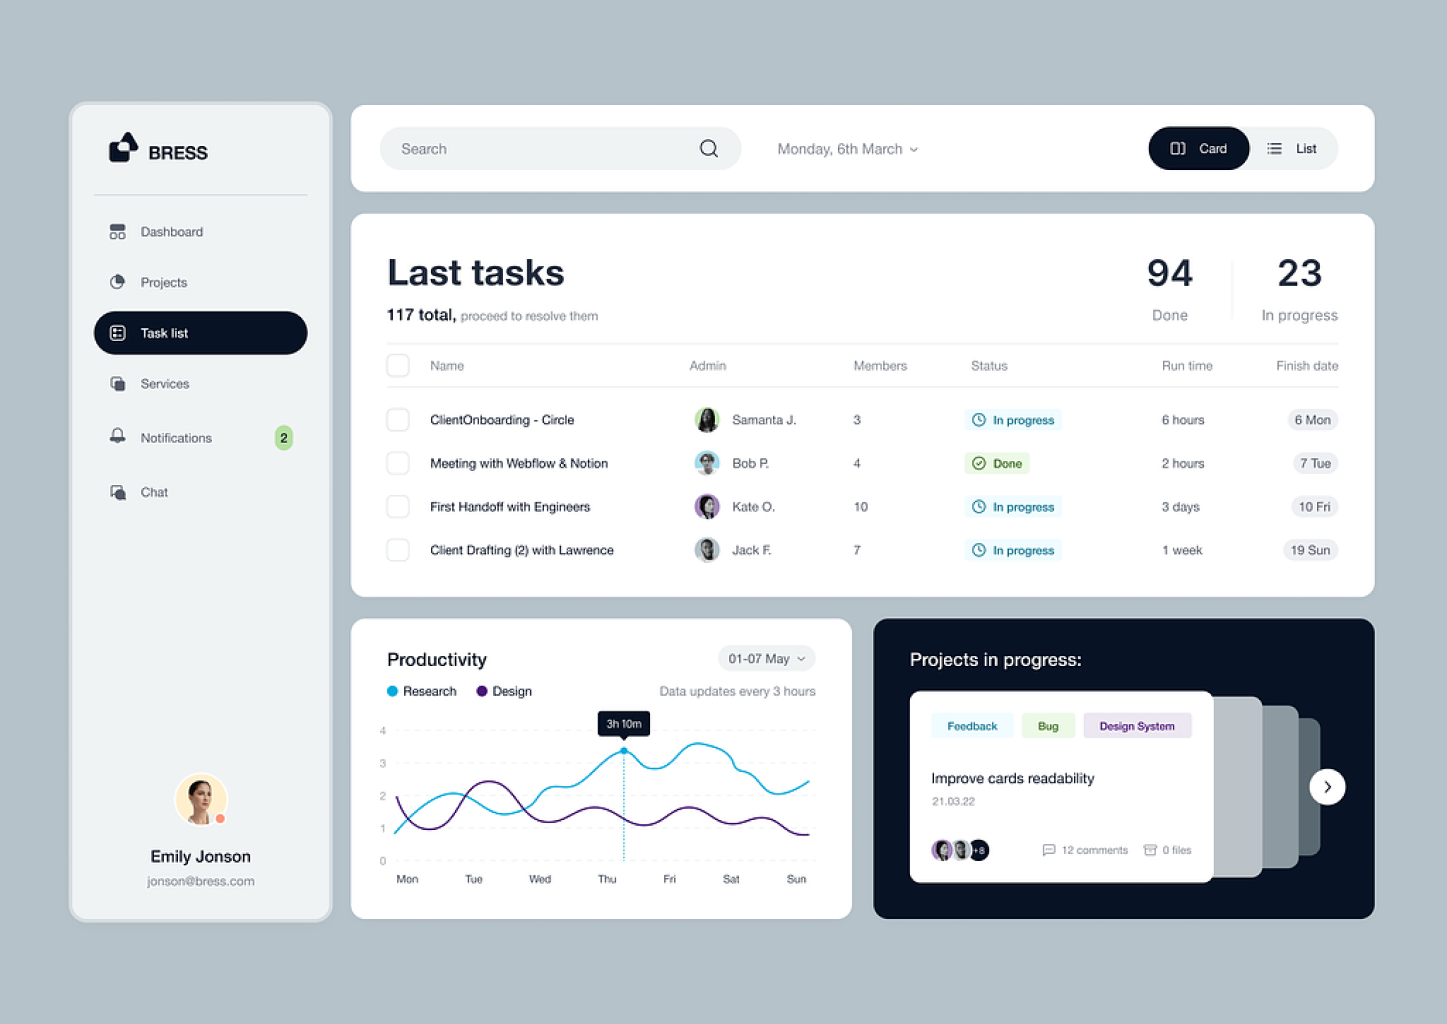 BRESS
Dashboard
Projects
Task list
Services
Notifications 2
Chat
Emily Jonson
jonson@bress.com
Search
Monday, 6th March
Card
List
Last tasks
117 total, proceed to resolve them
94
Done
23
In progress
Name Admin Members Status Run time Finish date
ClientOnboarding - Circle Samanta J. 3 In progress 6 hours 6 Mon
Meeting with Webflow & Notion Bob P. 4 Done 2 hours 7 Tue
First Handoff with Engineers Kate O. 10 In progress 3 days 10 Fri
Client Drafting (2) with Lawrence Jack F. 7 In progress 1 week 19 Sun
Productivity
01-07 May
Research Design
Data updates every 3 hours
3h 10m
4
3
2
1
0
Mon Tue Wed Thu Fri Sat Sun
Projects in progress:
Feedback Bug Design System
Improve cards readability
21.03.22
+8
12 comments 0 files